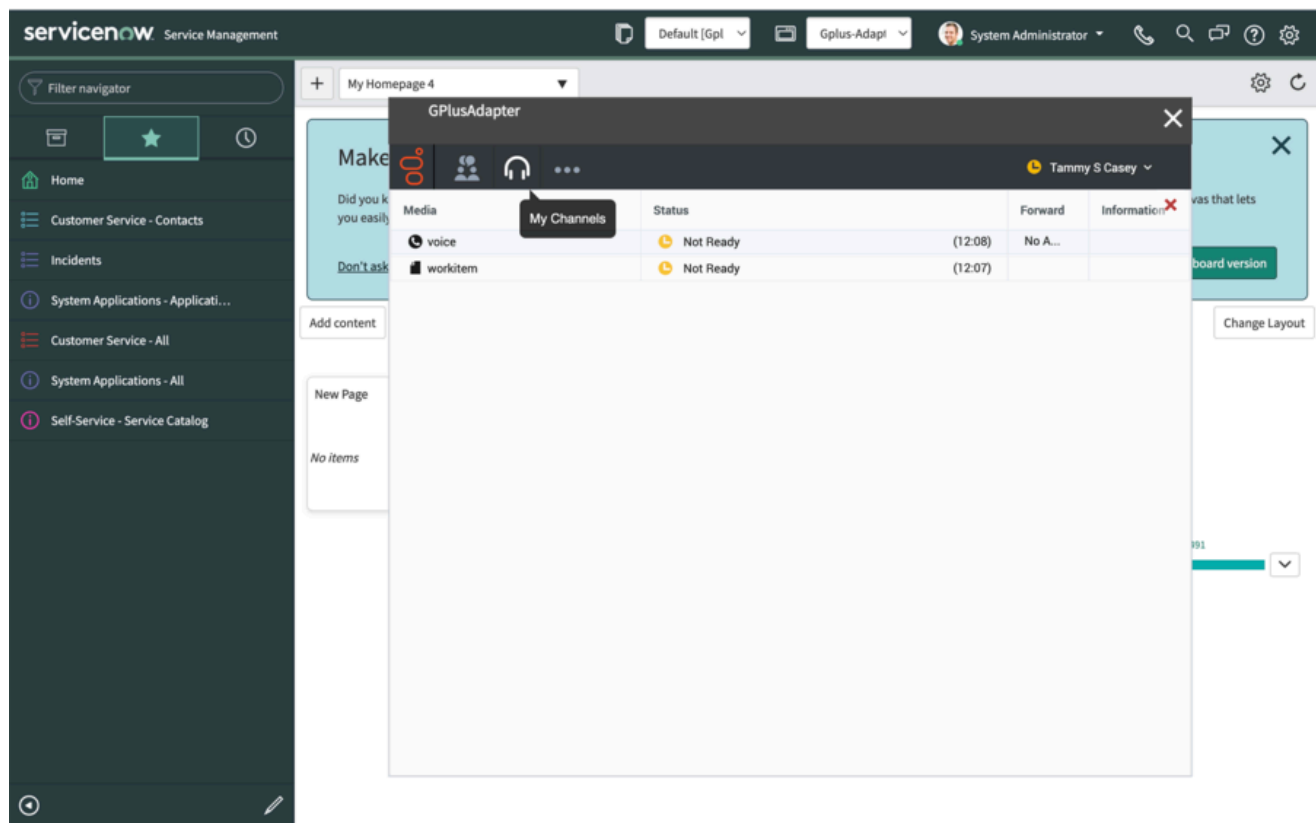 servicenow Service Management
Default [Gpl
Gplus-Adapt
System Administrator
Filter navigator
Home
Customer Service - Contacts
Incidents
System Applications - Applicati...
Customer Service - All
System Applications - All
Self-Service - Service Catalog
My Homepage 4
Make
Did you k
you easily
Don't ask
vas that lets
board version
GPlusAdapter
Tammy S Casey
My Channels
Media Status Forward Information
voice Not Ready (12:08) No A...
workitem Not Ready (12:07)
Add content
Change Layout
New Page
No items